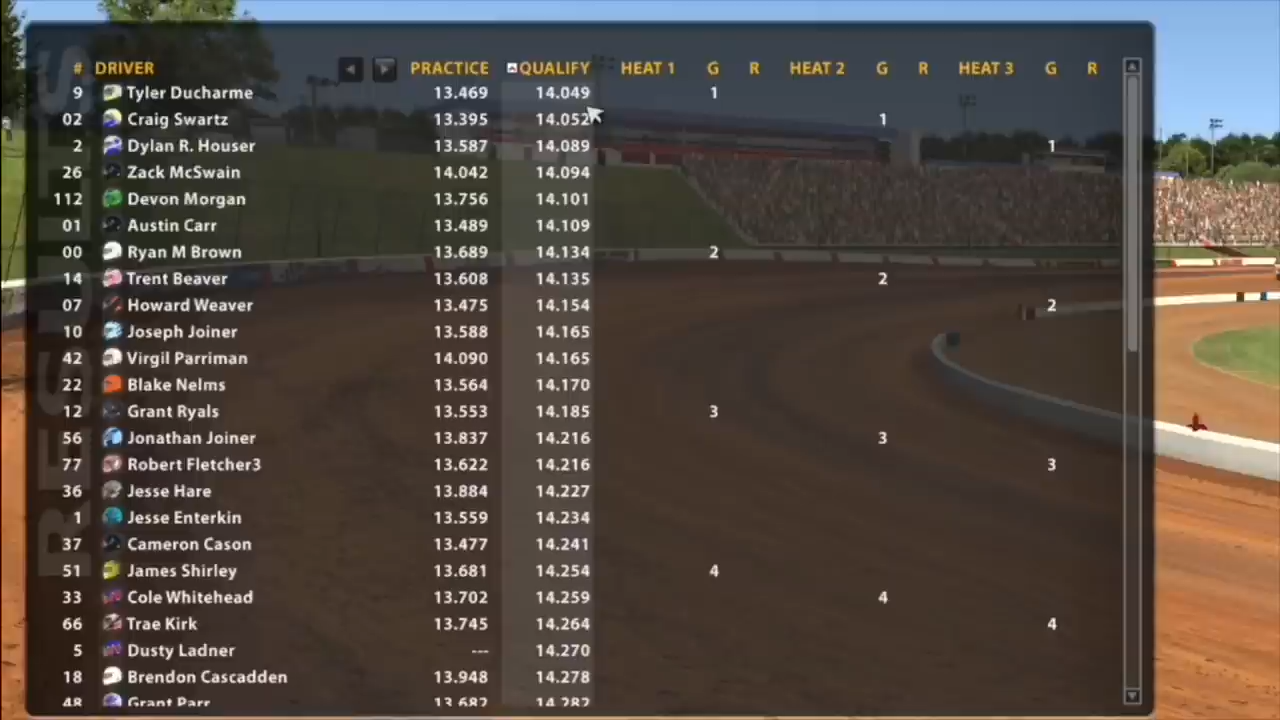 # DRIVER PRACTICE QUALIFY HEAT 1 G R HEAT 2 G R HEAT 3 G R
9 Tyler Ducharme 13.469 14.049 1
02 Craig Swartz 13.395 14.052 1
2 Dylan R. Houser 13.587 14.089 1
26 Zack McSwain 14.042 14.094
112 Devon Morgan 13.756 14.101
01 Austin Carr 13.489 14.109
00 Ryan M Brown 13.689 14.134 2
14 Trent Beaver 13.608 14.135 2
07 Howard Weaver 13.475 14.154 2
10 Joseph Joiner 13.588 14.165
42 Virgil Parriman 14.090 14.165
22 Blake Nelms 13.564 14.170
12 Grant Ryals 13.553 14.185 3
56 Jonathan Joiner 13.837 14.216 3
77 Robert Fletcher3 13.622 14.216 3
36 Jesse Hare 13.884 14.227
1 Jesse Enterkin 13.559 14.234
37 Cameron Cason 13.477 14.241
51 James Shirley 13.681 14.254 4
33 Cole Whitehead 13.702 14.259 4
66 Trae Kirk 13.745 14.264 4
5 Dusty Ladner --- 14.270
18 Brendon Cascadden 13.948 14.278
48 Grant Parr 13.682 14.282
RESULTS